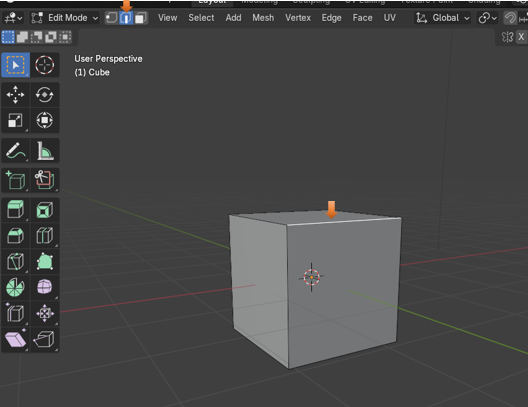 Layout Modeling Sculpting UV Editing Texture Paint
Edit Mode View Select Add Mesh Vertex Edge Face UV Global
X
User Perspective
(1) Cube